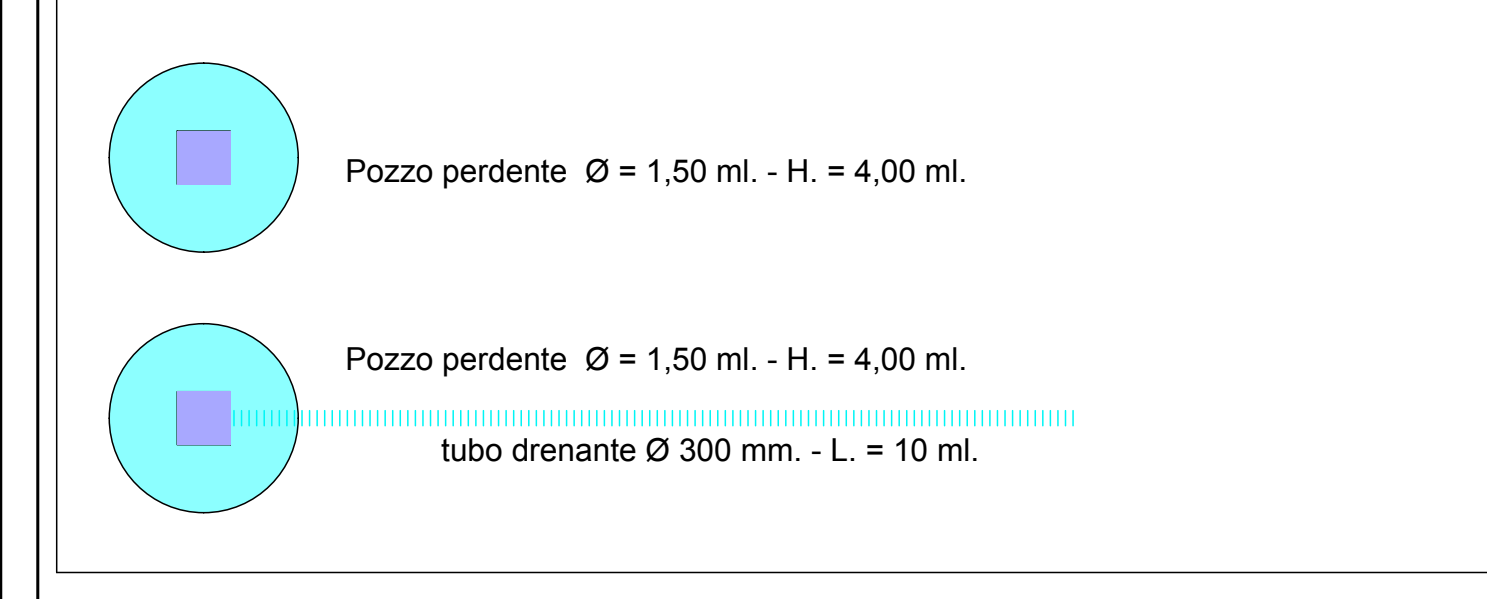 Pozzo perdente Ø = 1,50 ml. - H. = 4,00 ml.
Pozzo perdente Ø = 1,50 ml. - H. = 4,00 ml.
tubo drenante Ø 300 mm. - L. = 10 ml.